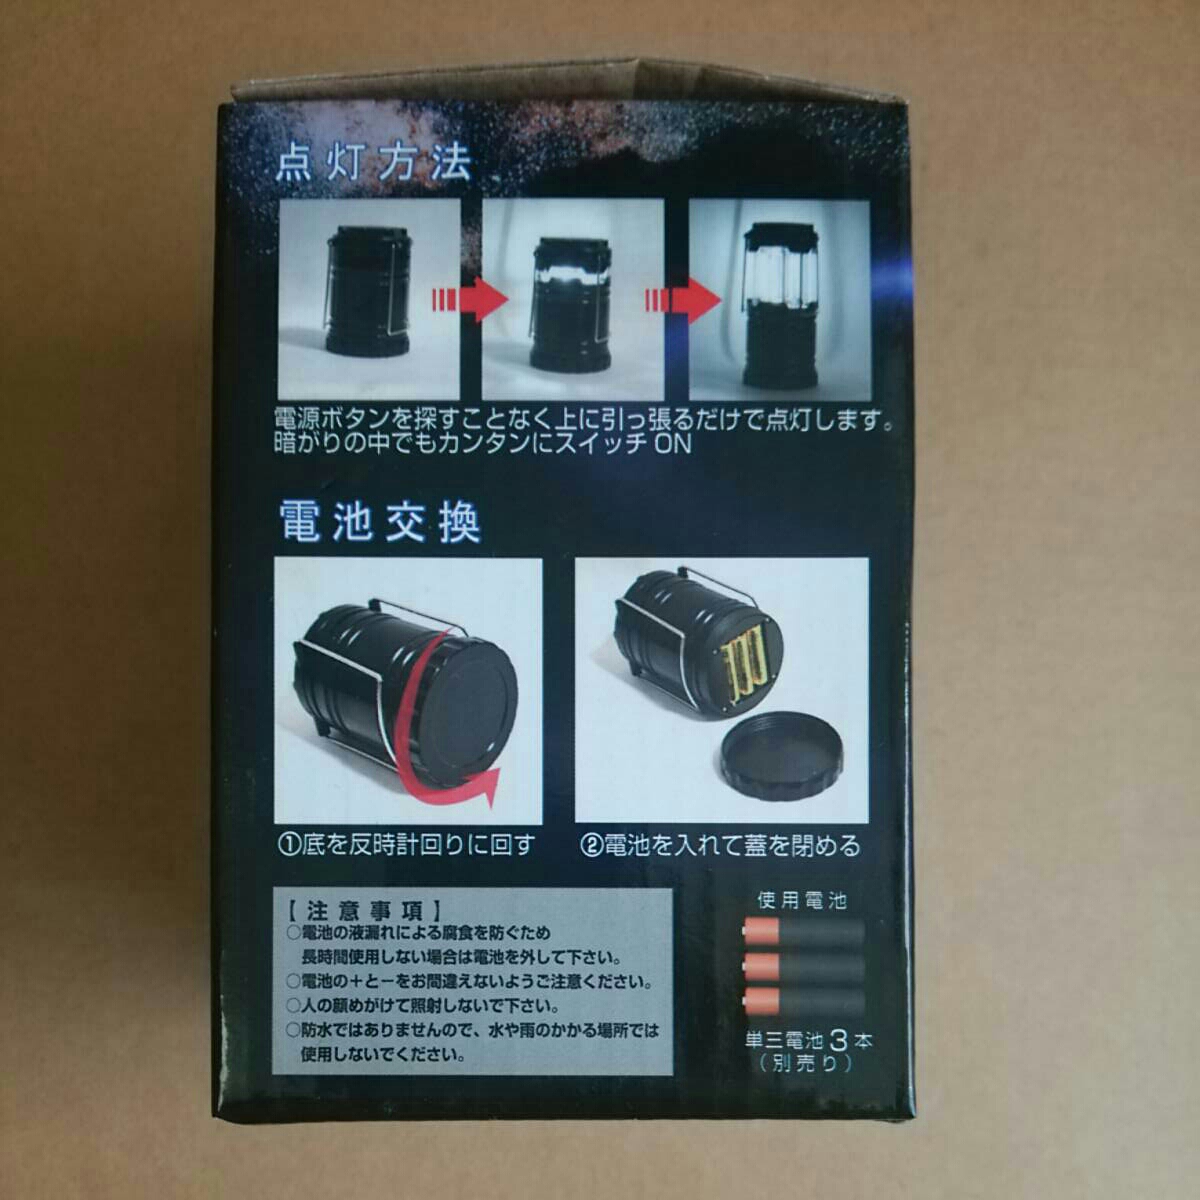 点灯方法
電源ボタンを探すことなく上に引っ張るだけで点灯します。
暗がりの中でもカンタンにスイッチON
電池交換
①底を反時計回りに回す
②電池を入れて蓋を閉める
【注意事項】
○電池の液漏れによる腐食を防ぐため
長時間使用しない場合は電池を外して下さい。
○電池の＋とーをお間違えないようご注意ください。
○人の顔めがけて照射しないで下さい。
○防水ではありませんので、水や雨のかかる場所では
使用しないでください。
使用電池
単三電池3本
（別売り）